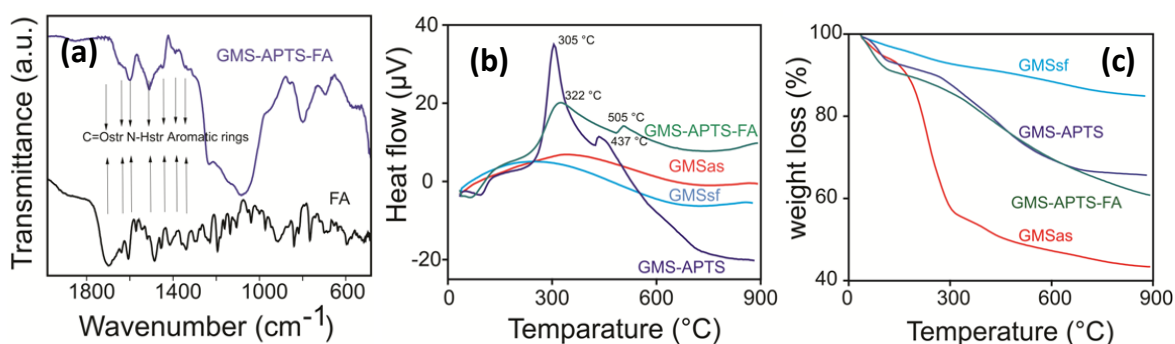 (a)
GMS-APTS-FA
C=Ostr N-Hstr Aromatic rings
FA
Transmittance (a.u.)
1800 1400 1000 600
Wavenumber (cm-1)
(b)
305 °C
322 °C
505 °C
437 °C
GMS-APTS-FA
GMSas
GMSsf
GMS-APTS
Heat flow (µV)
40
20
0
-20
0 300 600 900
Temparature (°C)
(c)
GMSsf
GMS-APTS
GMS-APTS-FA
GMSas
weight loss (%)
100
80
60
40
0 300 600 900
Temperature (°C)